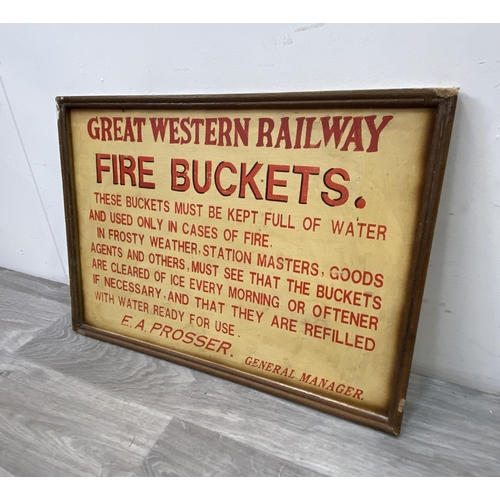 GREAT WESTERN RAILWAY
FIRE BUCKETS.
THESE BUCKETS MUST BE KEPT FULL OF WATER
AND USED ONLY IN CASES OF FIRE.
IN FROSTY WEATHER, STATION MASTERS, GOODS
AGENTS AND OTHERS, MUST SEE THAT THE BUCKETS
ARE CLEARED OF ICE EVERY MORNING OR OFTENER
IF NECESSARY, AND THAT THEY ARE REFILLED
WITH WATER READY FOR USE.
E.A. PROSSER.
GENERAL MANAGER.